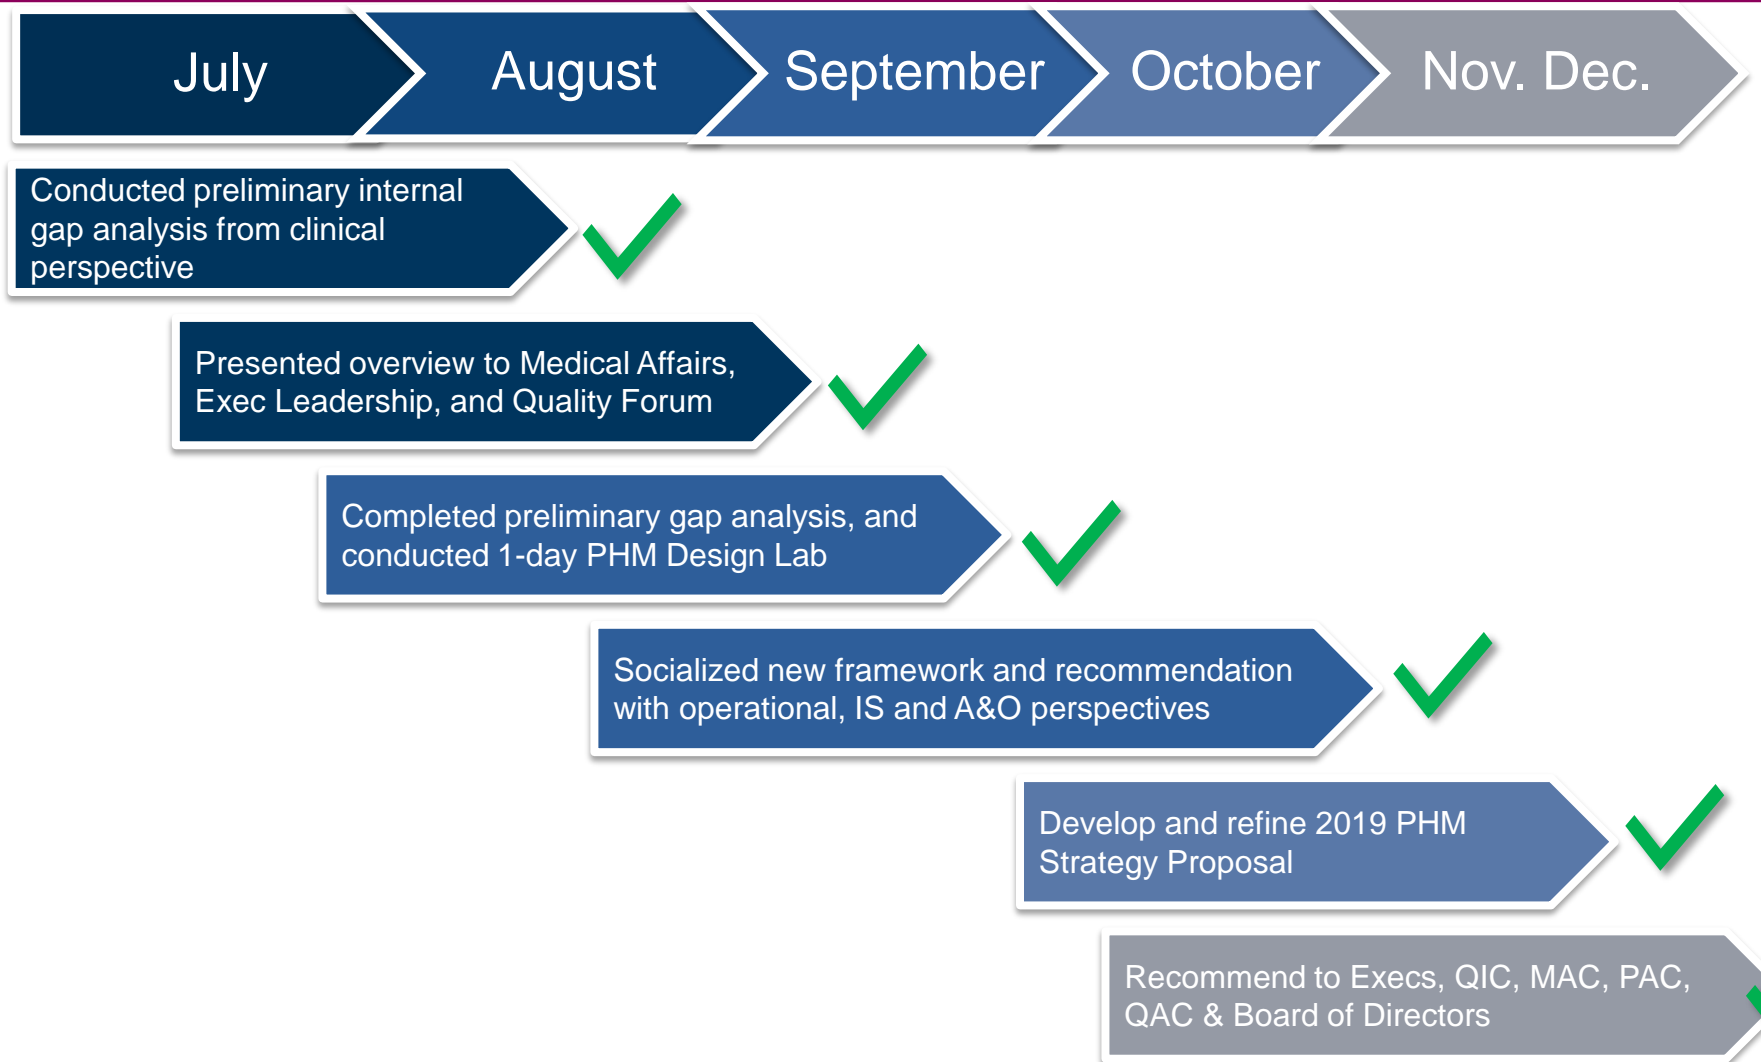 July
August
September
October
Nov. Dec.
Conducted preliminary internal
gap analysis from clinical
perspective
Presented overview to Medical Affairs,
Exec Leadership, and Quality Forum
Completed preliminary gap analysis, and
conducted 1-day PHM Design Lab
Socialized new framework and recommendation
with operational, IS and A&O perspectives
Develop and refine 2019 PHM
Strategy Proposal
Recommend to Execs, QIC, MAC, PAC,
QAC & Board of Directors